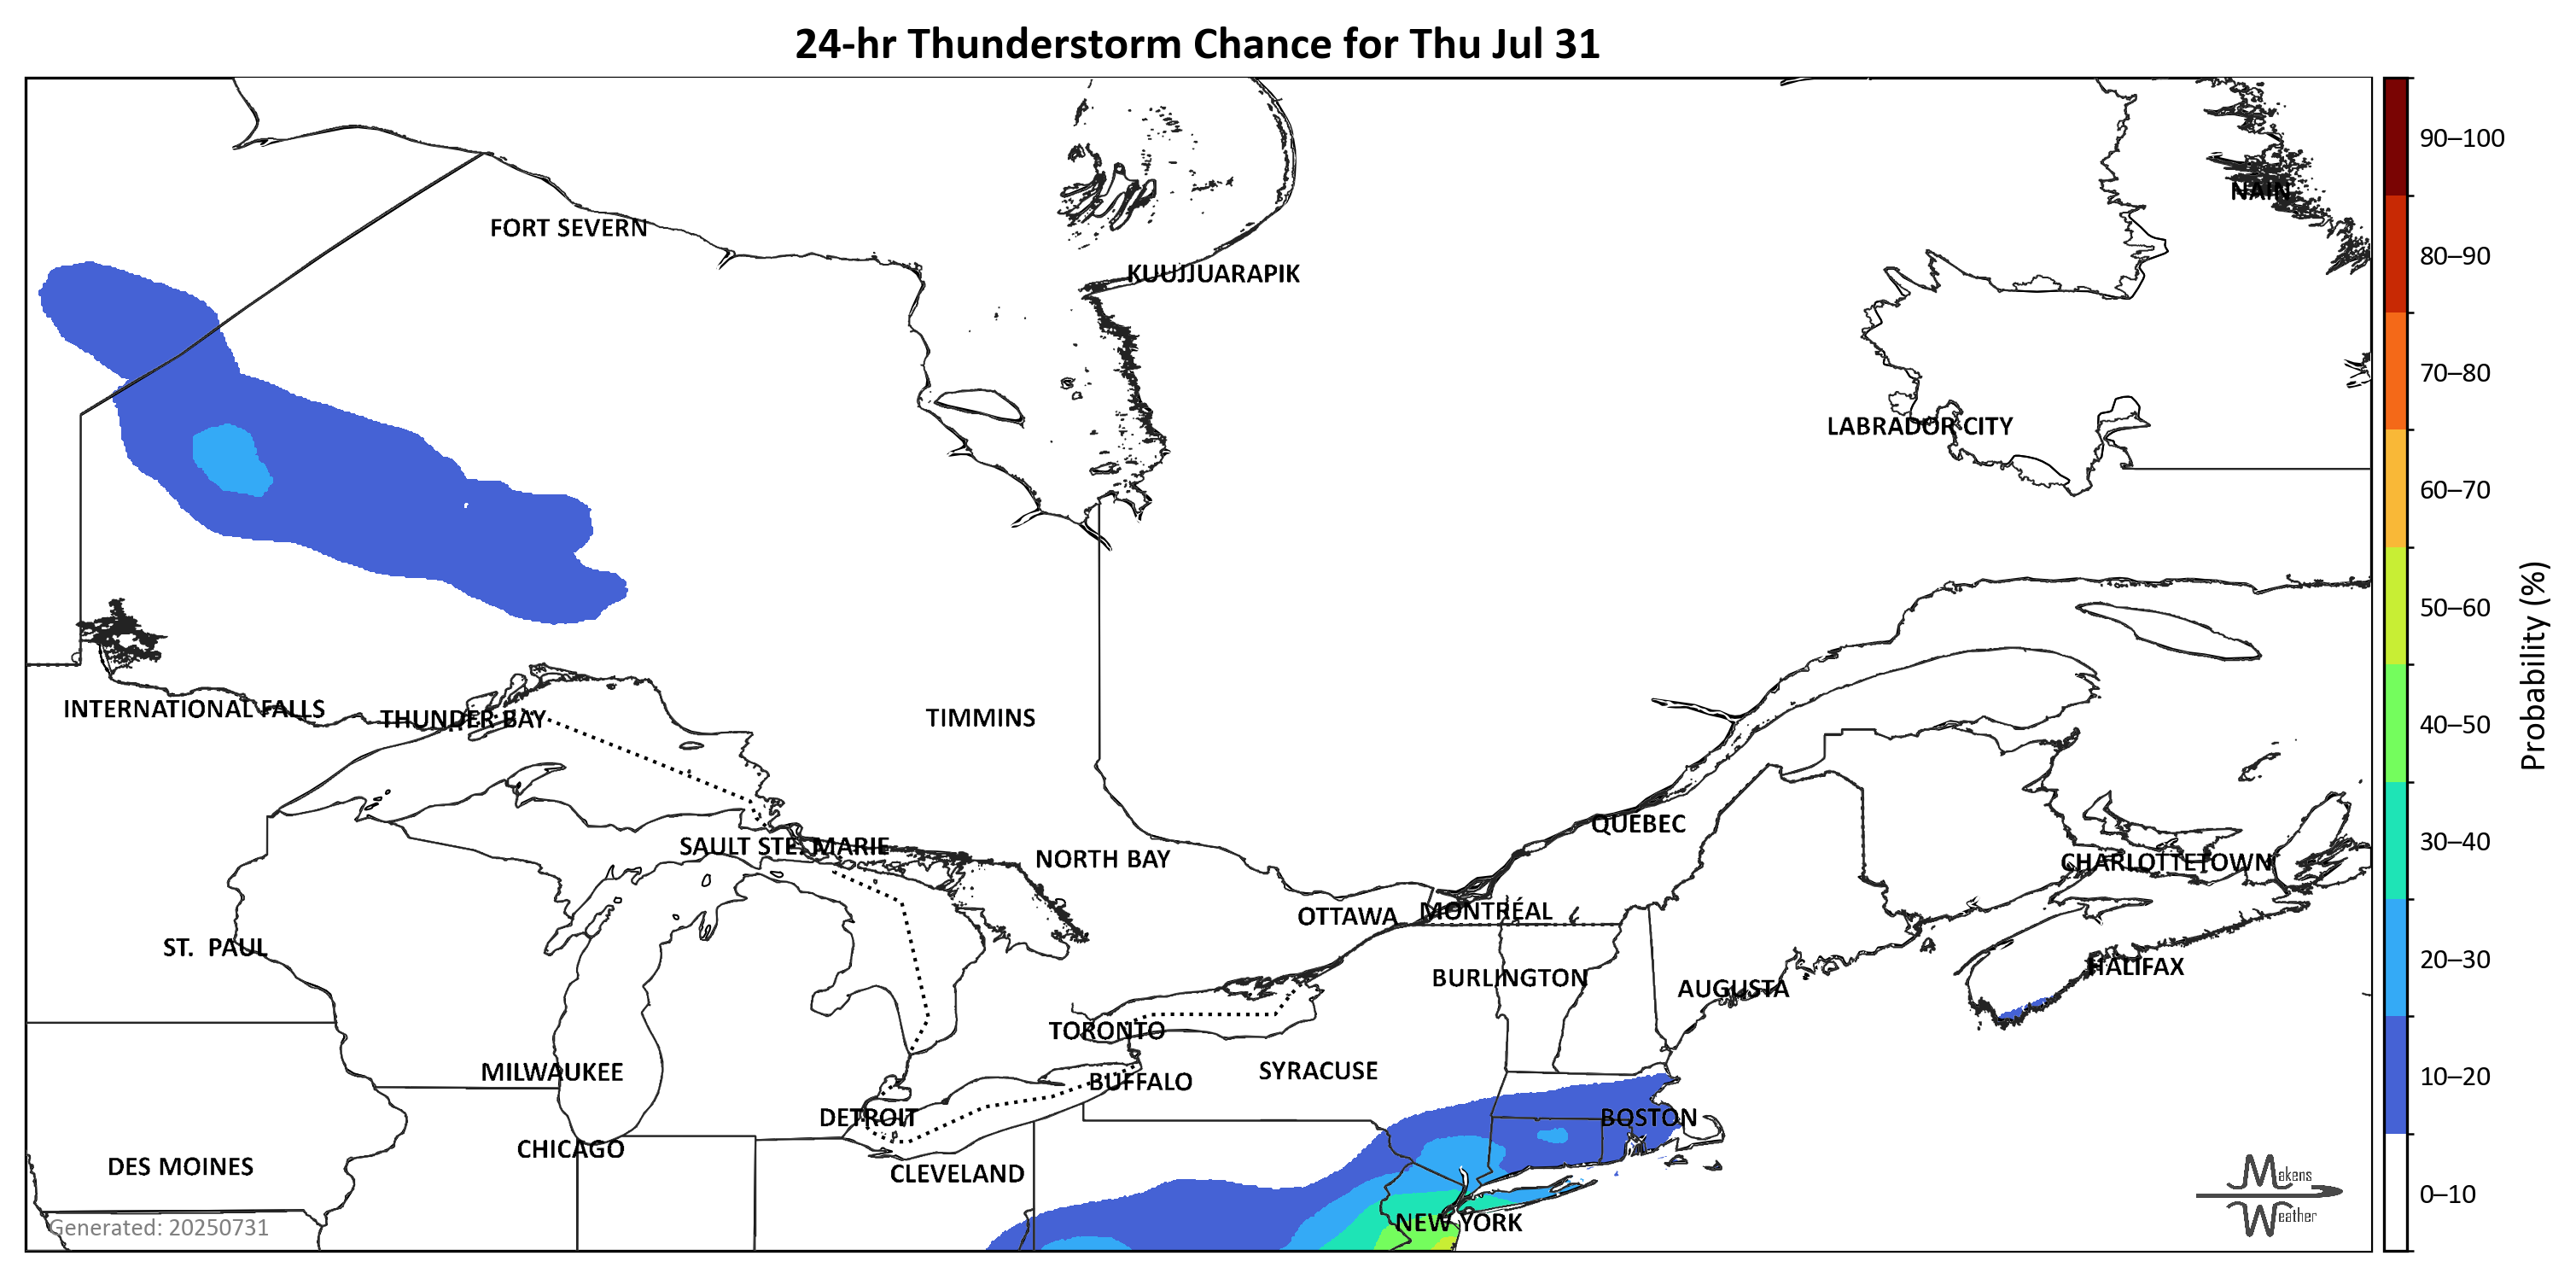 24-hr Thunderstorm Chance for Thu Jul 31
90–100
NAIN
FORT SEVERN
80–90
KUUJJUARAPIK
70–80
LABRADOR CITY
60–70
50–60
Probability (%)
INTERNATIONAL FALLS
THUNDER BAY
TIMMINS
40–50
QUEBEC
SAULT STE. MARIE
NORTH BAY
30–40
CHARLOTTETOWN
OTTAWA
MONTRÉAL
ST. PAUL
20–30
HALIFAX
BURLINGTON
AUGUSTA
TORONTO
MILWAUKEE
SYRACUSE
BUFFALO
10–20
DETROIT
BOSTON
CHICAGO
DES MOINES
CLEVELAND
Makens
Weather
0–10
NEW YORK
Generated: 20250731